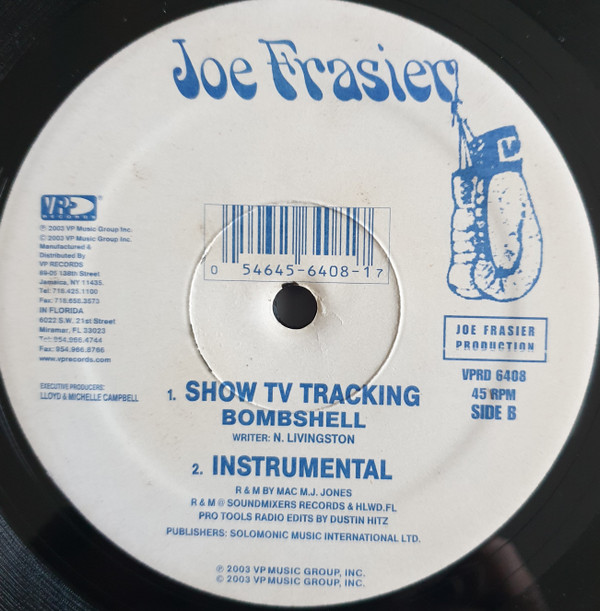 Joe Frasier
V
VP
RECORDS
℗ 2003 VP Music Group Inc.
© 2003 VP Music Group Inc.
Manufactured &
Distributed By
VP RECORDS
89-05 138th Street
Jamaica, NY 11435
Tel: 718.425.1100
Fax: 718.658.3573
IN FLORIDA
6022 S.W. 21st Street
Miramar, FL 33023
Tel: 954.966.4744
Fax: 954.966.8766
www.vprecords.com
EXECUTIVE PRODUCERS:
LLOYD & MICHELLE CAMPBELL
0 54645-6408-1 7
JOE FRASIER
PRODUCTION
VPRD 6408
45 RPM
SIDE B
1. SHOW TV TRACKING
BOMBSHELL
WRITER: N. LIVINGSTON
2. INSTRUMENTAL
R & M BY MAC M.J. JONES
R & M @ SOUNDMIXERS RECORDS & HLWD.FL
PRO TOOLS RADIO EDITS BY DUSTIN HITZ
PUBLISHERS: SOLOMONIC MUSIC INTERNATIONAL LTD.
℗ 2003 VP MUSIC GROUP, INC.
© 2003 VP MUSIC GROUP, INC.